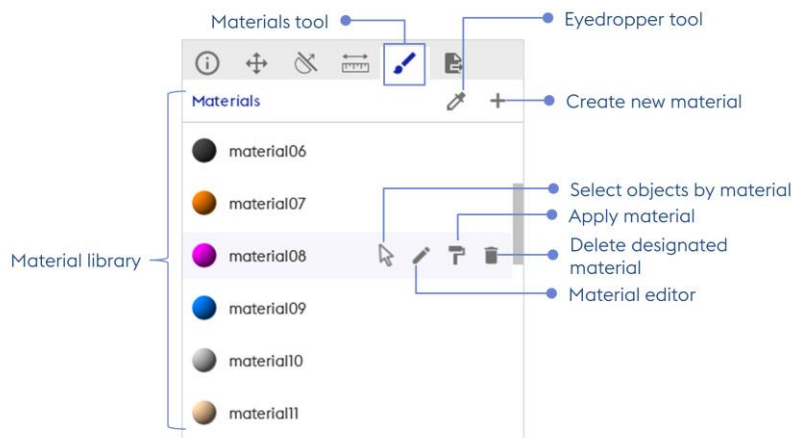 Materials tool
Eyedropper tool
Materials
Create new material
material06
material07
Select objects by material
Apply material
material08
Delete designated
material
Material library
Material editor
material09
material10
material11